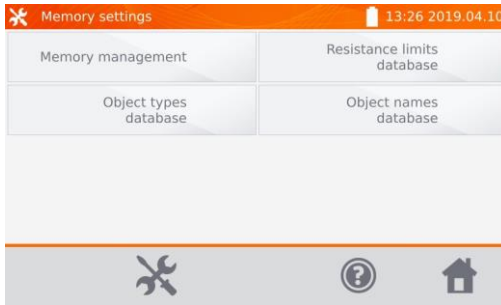 Memory settings
13:26 2019.04.10
Memory management
Resistance limits
database
Object types
database
Object names
database
?